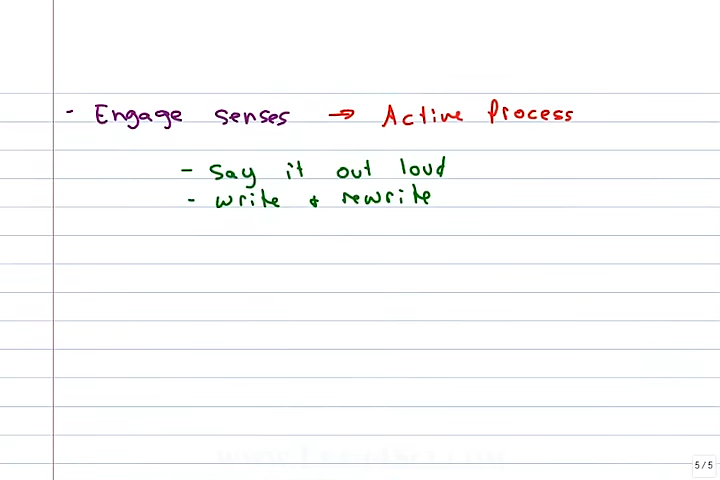 - Engage senses → Active Process
- Say it out loud
- write & rewrite
5/5